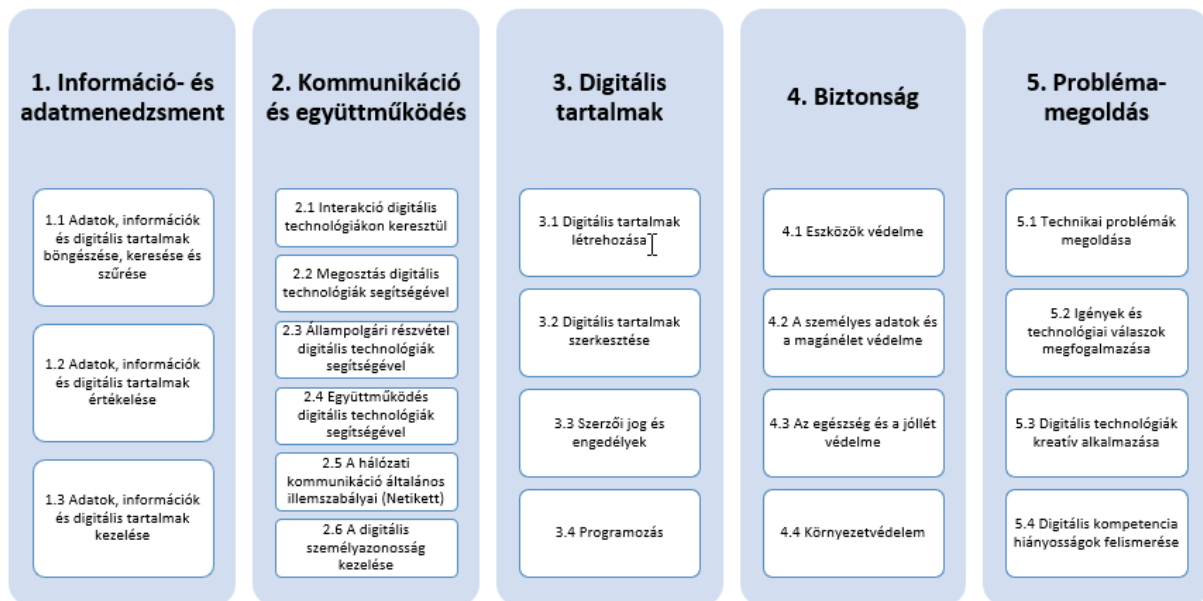 1. Információ- és
adatmenedzsment
1.1 Adatok, információk
és digitális tartalmak
böngészése, keresése és
szűrése
1.2 Adatok, információk
és digitális tartalmak
értékelése
1.3 Adatok, információk
és digitális tartalmak
kezelése
2. Kommunikáció
és együttműködés
2.1 Interakció digitális
technológiákon keresztül
2.2 Megosztás digitális
technológiák segítségével
2.3 Állampolgári részvétel
digitális technológiák
segítségével
2.4 Együttműködés
digitális technológiák
segítségével
2.5 A hálózati
kommunikáció általános
illemszabályai (Netikett)
2.6 A digitális
személyazonosság
kezelése
3. Digitális
tartalmak
3.1 Digitális tartalmak
létrehozása
3.2 Digitális tartalmak
szerkesztése
3.3 Szerzői jog és
engedélyek
3.4 Programozás
4. Biztonság
4.1 Eszközök védelme
4.2 A személyes adatok és
a magánélet védelme
4.3 Az egészség és a jóllét
védelme
4.4 Környezetvédelem
5. Probléma-
megoldás
5.1 Technikai problémák
megoldása
5.2 Igények és
technológiai válaszok
megfogalmazása
5.3 Digitális technológiák
kreatív alkalmazása
5.4 Digitális kompetencia
hiányosságok felismerése